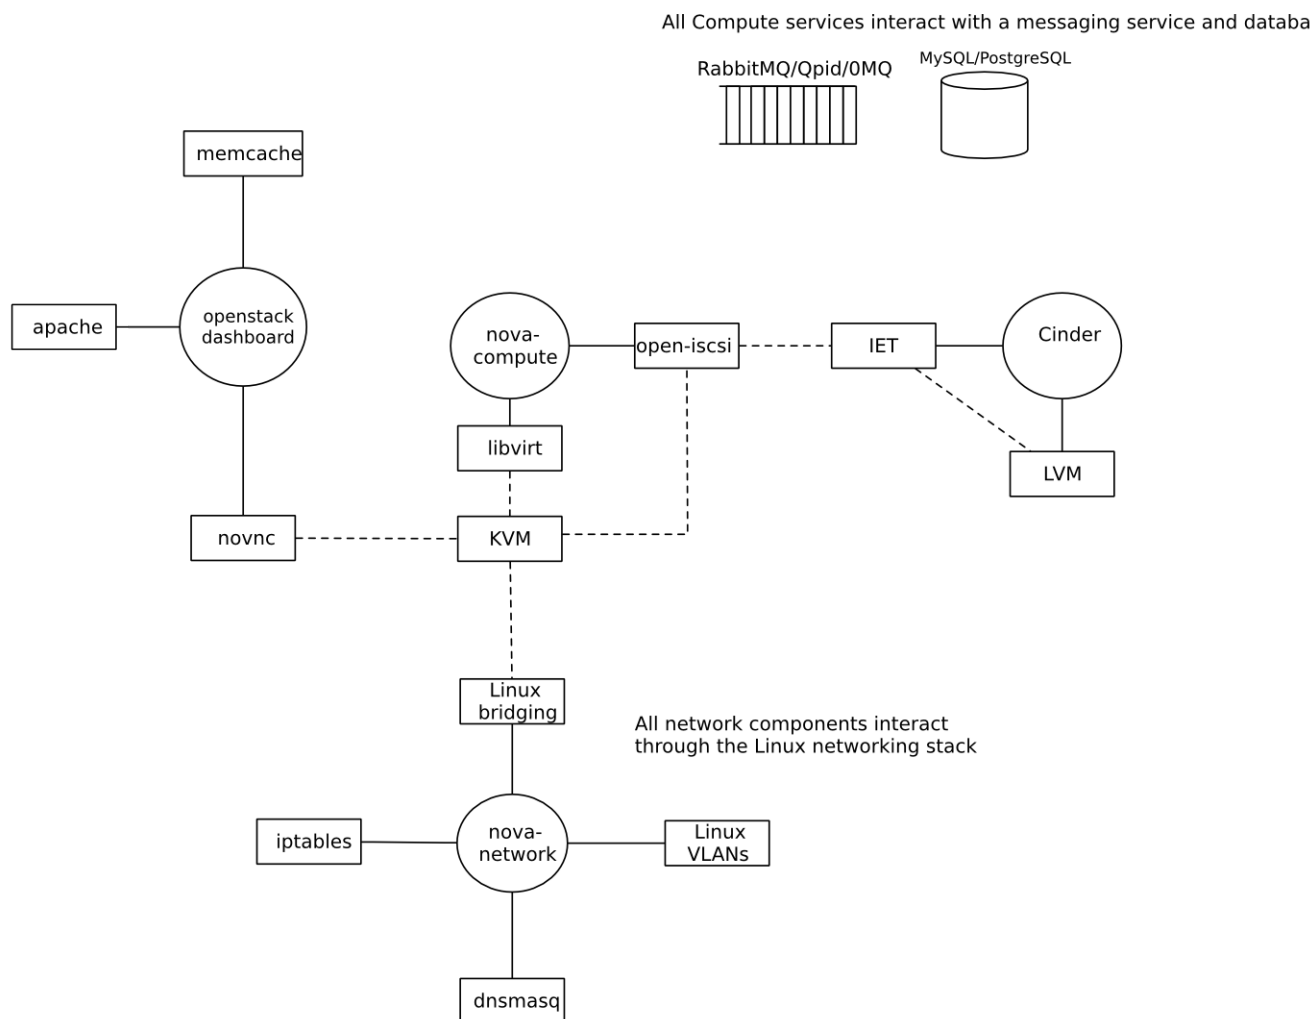 All Compute services interact with a messaging service and databa
RabbitMQ/Qpid/0MQ
MySQL/PostgreSQL
memcache
openstack
dashboard
apache
nova-
compute
open-iscsi
IET
Cinder
libvirt
LVM
novnc
KVM
Linux
bridging
All network components interact
through the Linux networking stack
iptables
nova-
network
Linux
VLANs
dnsmasq